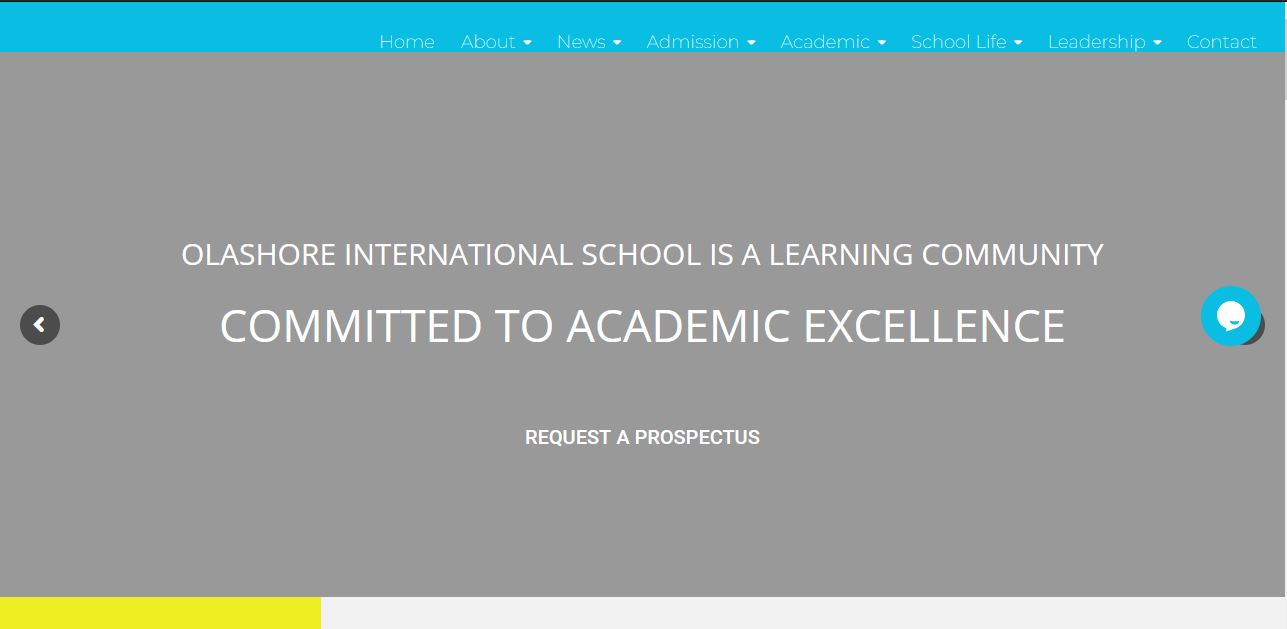 Home About News Admission Academic School Life Leadership Contact
OLASHORE INTERNATIONAL SCHOOL IS A LEARNING COMMUNITY
COMMITTED TO ACADEMIC EXCELLENCE
REQUEST A PROSPECTUS